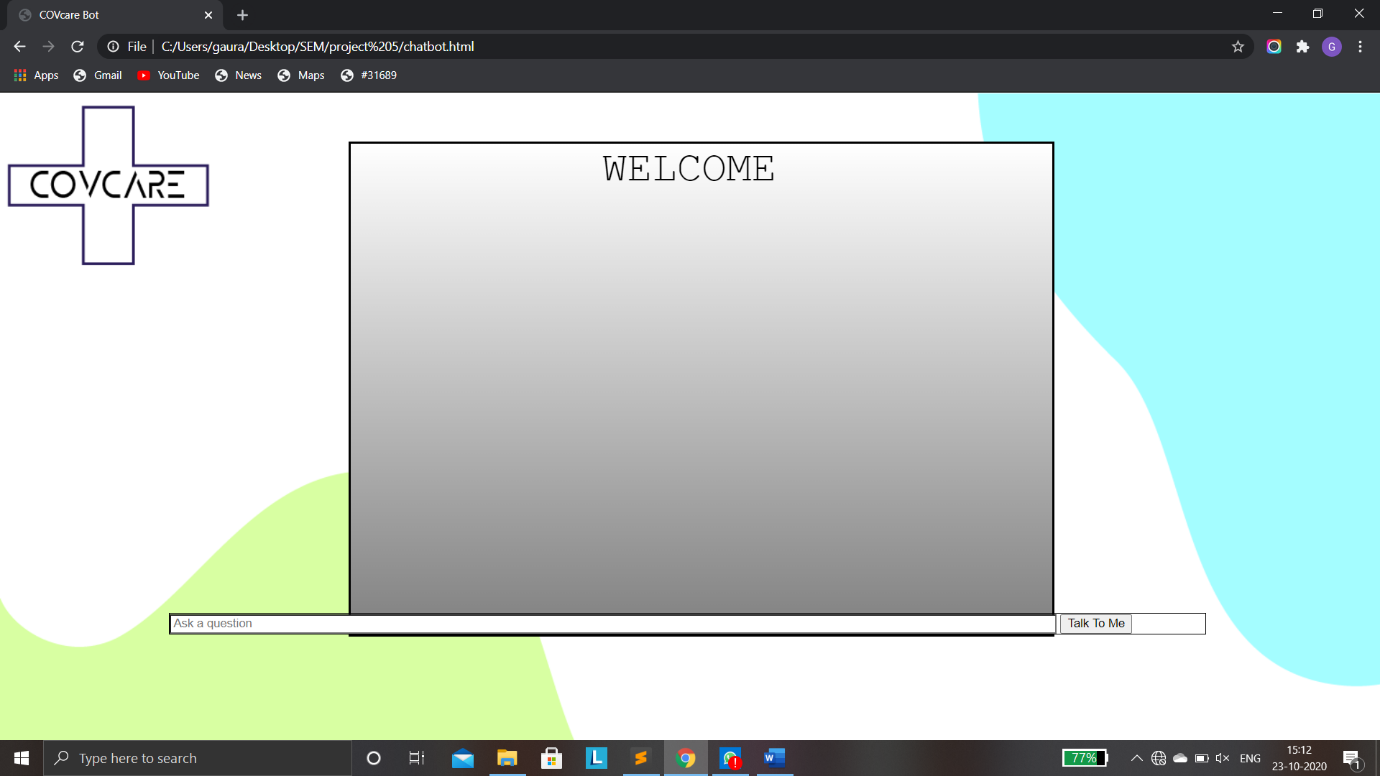 COVcare Bot
File | C:/Users/gaura/Desktop/SEM/project%205/chatbot.html
G
Apps Gmail YouTube News Maps #31689
COVCARE
WELCOME
Ask a question Talk To Me
Type here to search
L
77%
ENG
15:12
23-10-2020
1